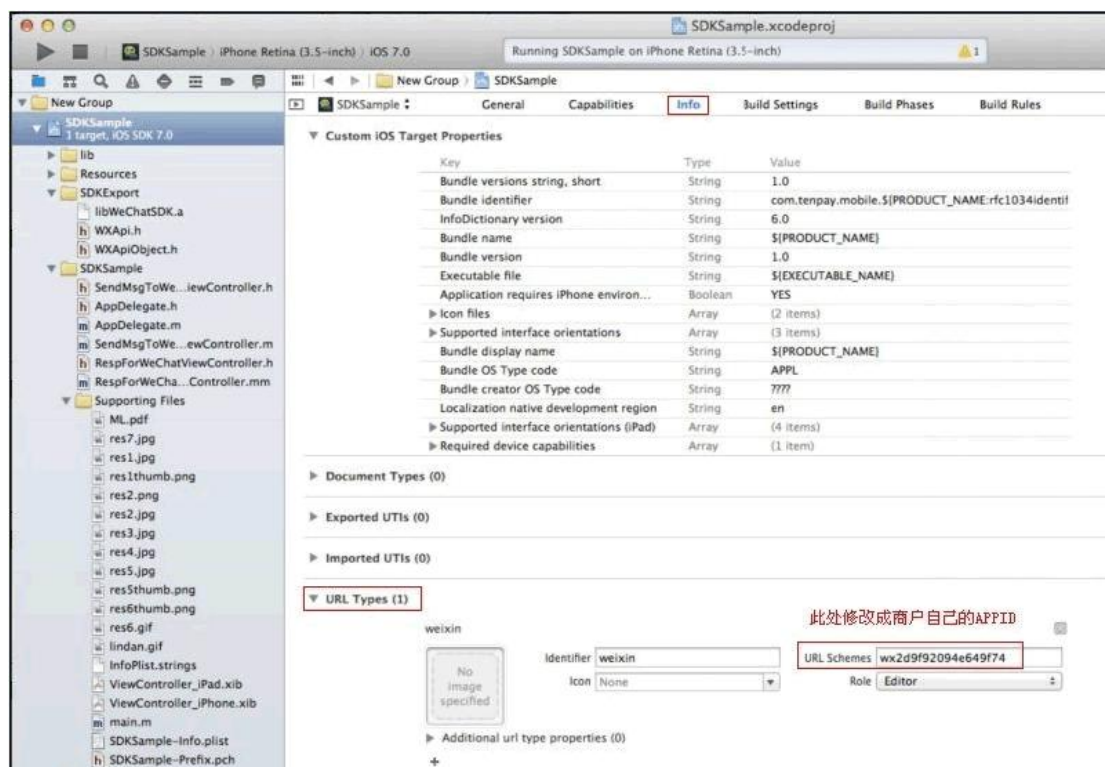 SDKSample.xcodeproj
SDKSample iPhone Retina (3.5-inch) iOS 7.0
Running SDKSample on iPhone Retina (3.5-inch)
1
New Group SDKSample
New Group
SDKSample
1 target, iOS SDK 7.0
lib
Resources
SDKExport
libWeChatSDK.a
WXApi.h
WXApiObject.h
SDKSample
SendMsgToWe...iewController.h
AppDelegate.h
AppDelegate.m
SendMsgToWe...ewController.m
RespForWeChatViewController.h
RespForWeCha...Controller.mm
Supporting Files
ML.pdf
res7.jpg
res1.jpg
res1thumb.png
res2.png
res2.jpg
res3.jpg
res4.jpg
res5.jpg
res5thumb.png
res6thumb.png
res6.gif
lindan.gif
InfoPlist.strings
ViewController_iPad.xib
ViewController_iPhone.xib
main.m
SDKSample-Info.plist
SDKSample-Prefix.pch
SDKSample General Capabilities Info Build Settings Build Phases Build Rules
Custom iOS Target Properties
Key Type Value
Bundle versions string, short String 1.0
Bundle identifier String com.tenpay.mobile.${PRODUCT_NAME:rfc1034identif
InfoDictionary version String 6.0
Bundle name String ${PRODUCT_NAME}
Bundle version String 1.0
Executable file String ${EXECUTABLE_NAME}
Application requires iPhone environ... Boolean YES
Icon files Array (2 items)
Supported interface orientations Array (3 items)
Bundle display name String ${PRODUCT_NAME}
Bundle OS Type code String APPL
Bundle creator OS Type code String ????
Localization native development region String en
Supported interface orientations (iPad) Array (4 items)
Required device capabilities Array (1 item)
Document Types (0)
Exported UTIs (0)
Imported UTIs (0)
URL Types (1)
此处修改成商户自己的APPID
weixin
No image specified
Identifier weixin URL Schemes wx2d9f92094e649f74
Icon None Role Editor
Additional url type properties (0)
+